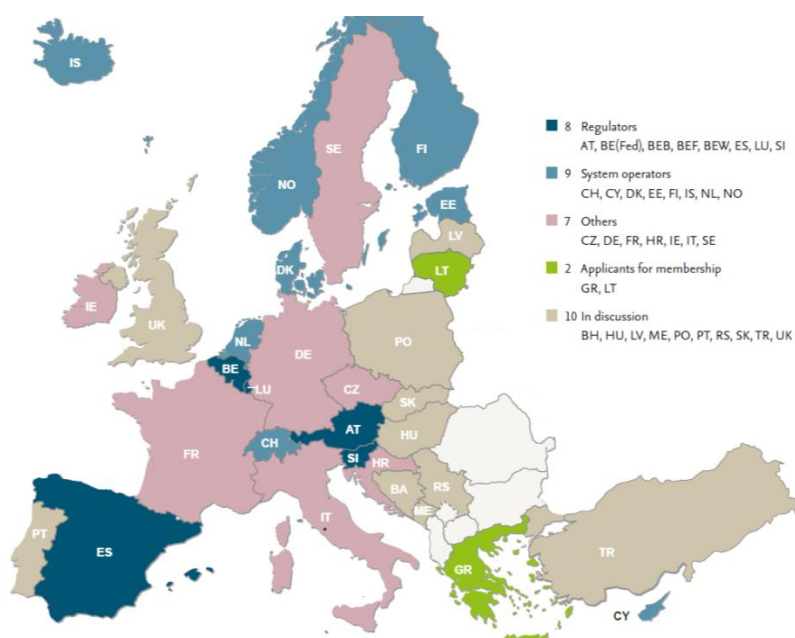 IS
SE
FI
NO
EE
LV
DK
LT
IE
UK
NL
DE
PO
BE
LU
CZ
SK
AT
HU
FR
CH
SI
HR
BA
RS
ME
IT
PT
ES
GR
TR
CY
8 Regulators
AT, BE(Fed), BEB, BEF, BEW, ES, LU, SI
9 System operators
CH, CY, DK, EE, FI, IS, NL, NO
7 Others
CZ, DE, FR, HR, IE, IT, SE
2 Applicants for membership
GR, LT
10 In discussion
BH, HU, LV, ME, PO, PT, RS, SK, TR, UK